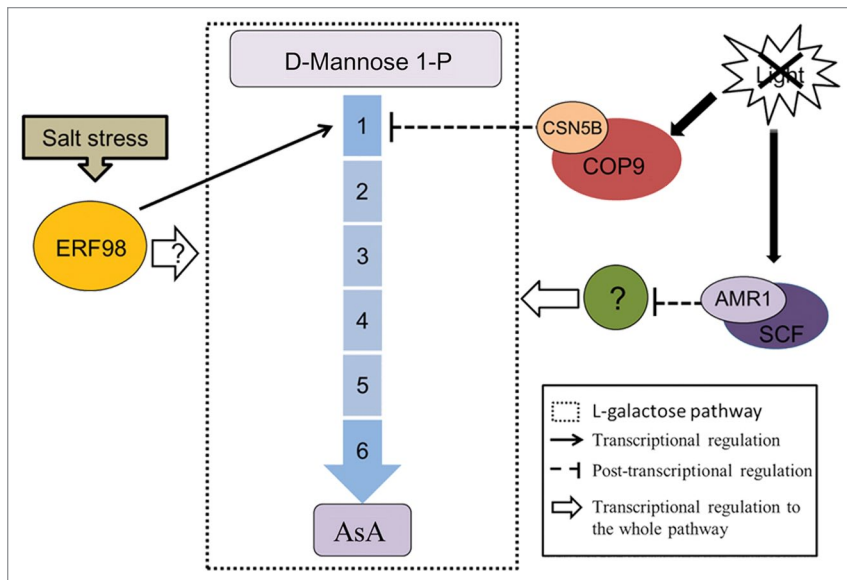 D-Mannose 1-P
Light
Salt stress
1
CSN5B
COP9
2
ERF98
?
3
4
?
AMR1
SCF
5
6
AsA
L-galactose pathway
Transcriptional regulation
Post-transcriptional regulation
Transcriptional regulation to
the whole pathway